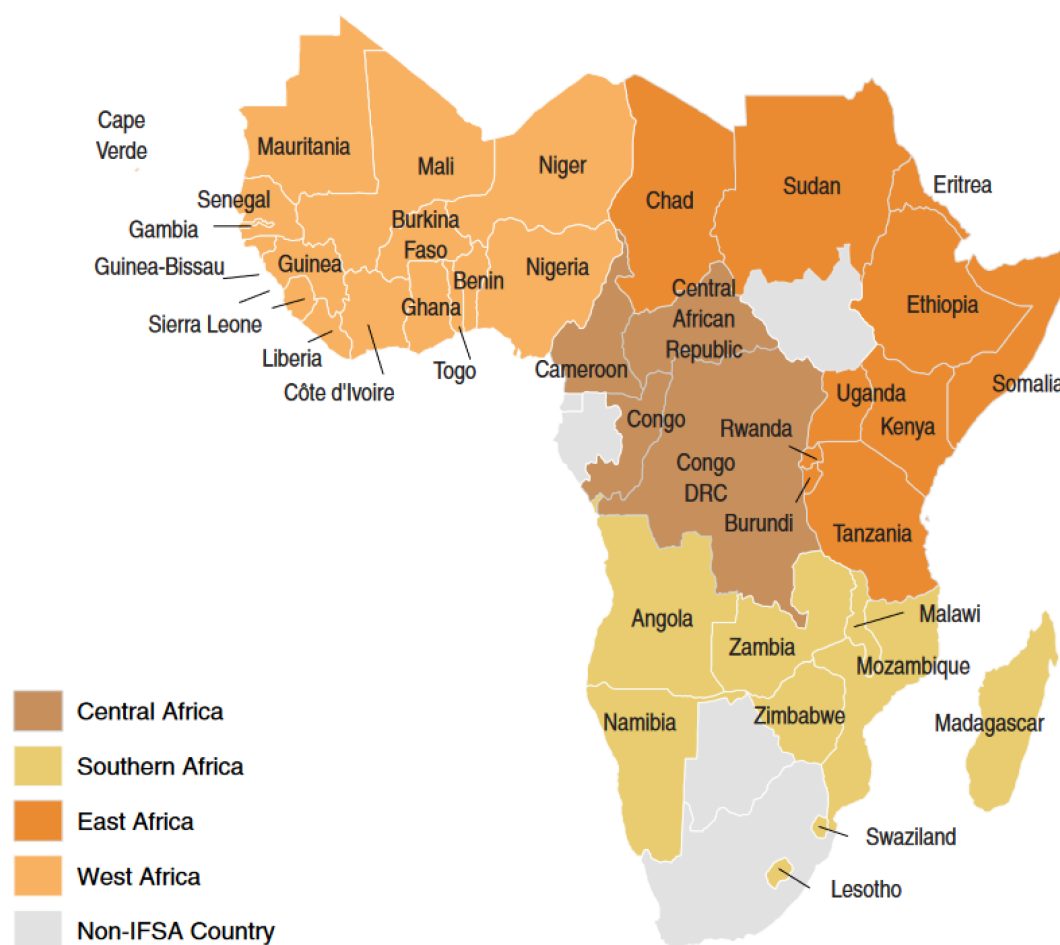 Cape
Verde
Mauritania
Mali
Niger
Chad
Sudan
Eritrea
Senegal
Gambia
Burkina
Faso
Guinea-Bissau
Guinea
Benin
Nigeria
Ghana
Central
African
Republic
Ethiopia
Sierra Leone
Liberia
Togo
Côte d'Ivoire
Cameroon
Uganda
Somalia
Congo
Rwanda
Kenya
Congo
DRC
Burundi
Tanzania
Angola
Malawi
Zambia
Mozambique
Namibia
Zimbabwe
Madagascar
Swaziland
Lesotho
Central Africa
Southern Africa
East Africa
West Africa
Non-IFSA Country